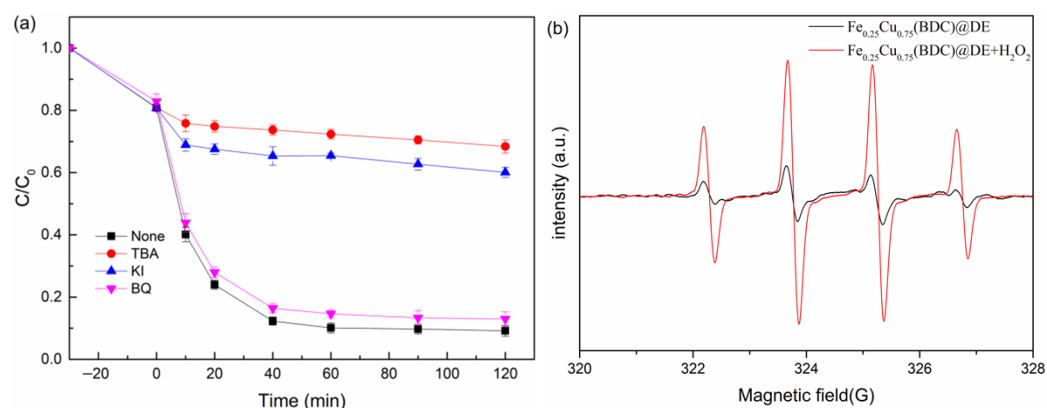 (a)
1.0
0.8
0.6
0.4
0.2
0.0
C/C₀
None
TBA
KI
BQ
−20
0
20
40
60
80
100
120
Time (min)
(b)
Fe₀.₂₅Cu₀.₇₅(BDC)@DE
Fe₀.₂₅Cu₀.₇₅(BDC)@DE+H₂O₂
intensity (a.u.)
320
322
324
326
328
Magnetic field(G)